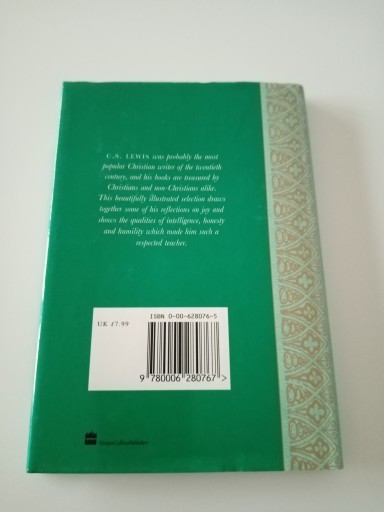 C.S. LEWIS was probably the most
popular Christian writer of the twentieth
century, and his books are treasured by
Christians and non-Christians alike.
This beautifully illustrated selection draws
together some of his reflections on joy and
shows the qualities of intelligence, honesty
and humility which made him such a
respected teacher.
ISBN 0-00-628076-5
UK £7.99
9 780006 280767 >
HarperCollinsPublishers